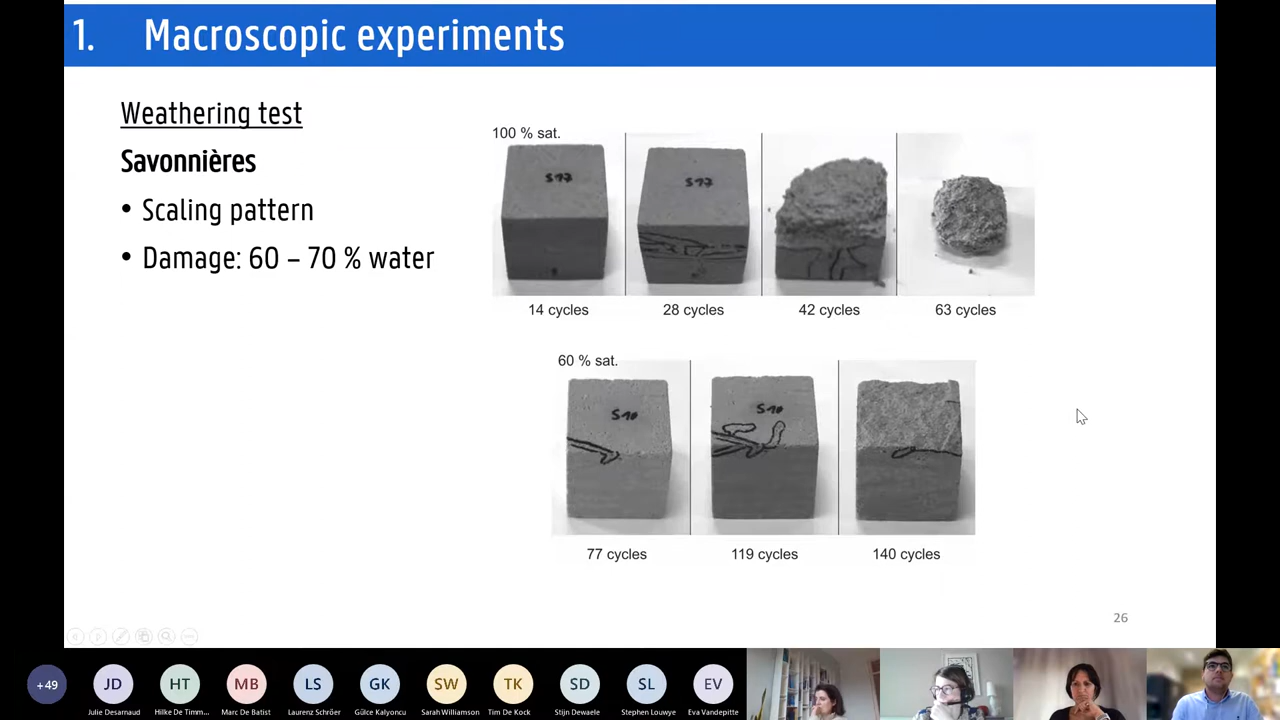 1. Macroscopic experiments
Weathering test
Savonnières
• Scaling pattern
• Damage: 60 – 70 % water
100 % sat.
S17
S17
14 cycles
28 cycles
42 cycles
63 cycles
60 % sat.
S10
S10
77 cycles
119 cycles
140 cycles
26
+49
JD
HT
MB
LS
GK
SW
TK
SD
SL
EV
Julie Desarnaud
Hilke De Timm...
Marc De Batist
Laurenz Schröer
Gülce Kalyoncu
Sarah Williamson
Tim De Kock
Stijn Dewaele
Stephen Louwye
Eva Vandepitte